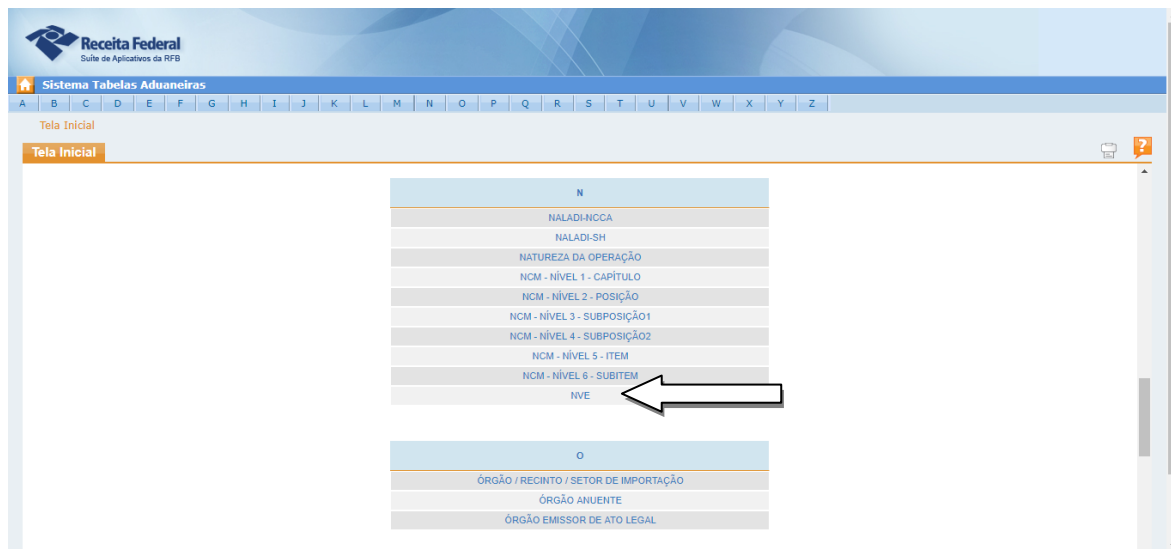 Receita Federal
Suíte de Aplicativos da RFB
Sistema Tabelas Aduaneiras
A B C D E F G H I J K L M N O P Q R S T U V W X Y Z
Tela Inicial
Tela Inicial
?
N
NALADI-NCCA
NALADI-SH
NATUREZA DA OPERAÇÃO
NCM - NÍVEL 1 - CAPÍTULO
NCM - NÍVEL 2 - POSIÇÃO
NCM - NÍVEL 3 - SUBPOSIÇÃO1
NCM - NÍVEL 4 - SUBPOSIÇÃO2
NCM - NÍVEL 5 - ITEM
NCM - NÍVEL 6 - SUBITEM
NVE
O
ÓRGÃO / RECINTO / SETOR DE IMPORTAÇÃO
ÓRGÃO ANUENTE
ÓRGÃO EMISSOR DE ATO LEGAL